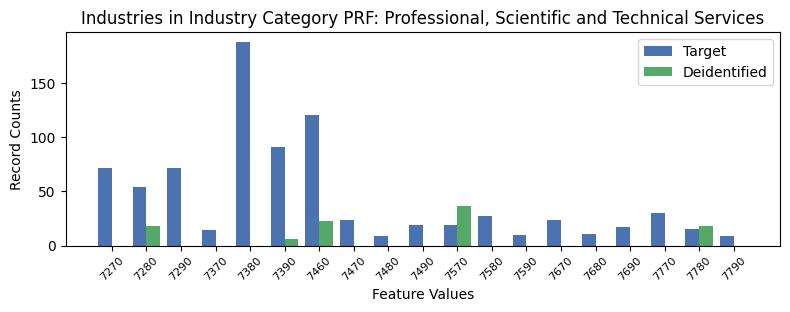 Industries in Industry Category PRF: Professional, Scientific and Technical Services
Target
Deidentified
Record Counts
150
100
50
0
7270 7280 7290 7370 7380 7390 7460 7470 7480 7490 7570 7580 7590 7670 7680 7690 7770 7780 7790
Feature Values